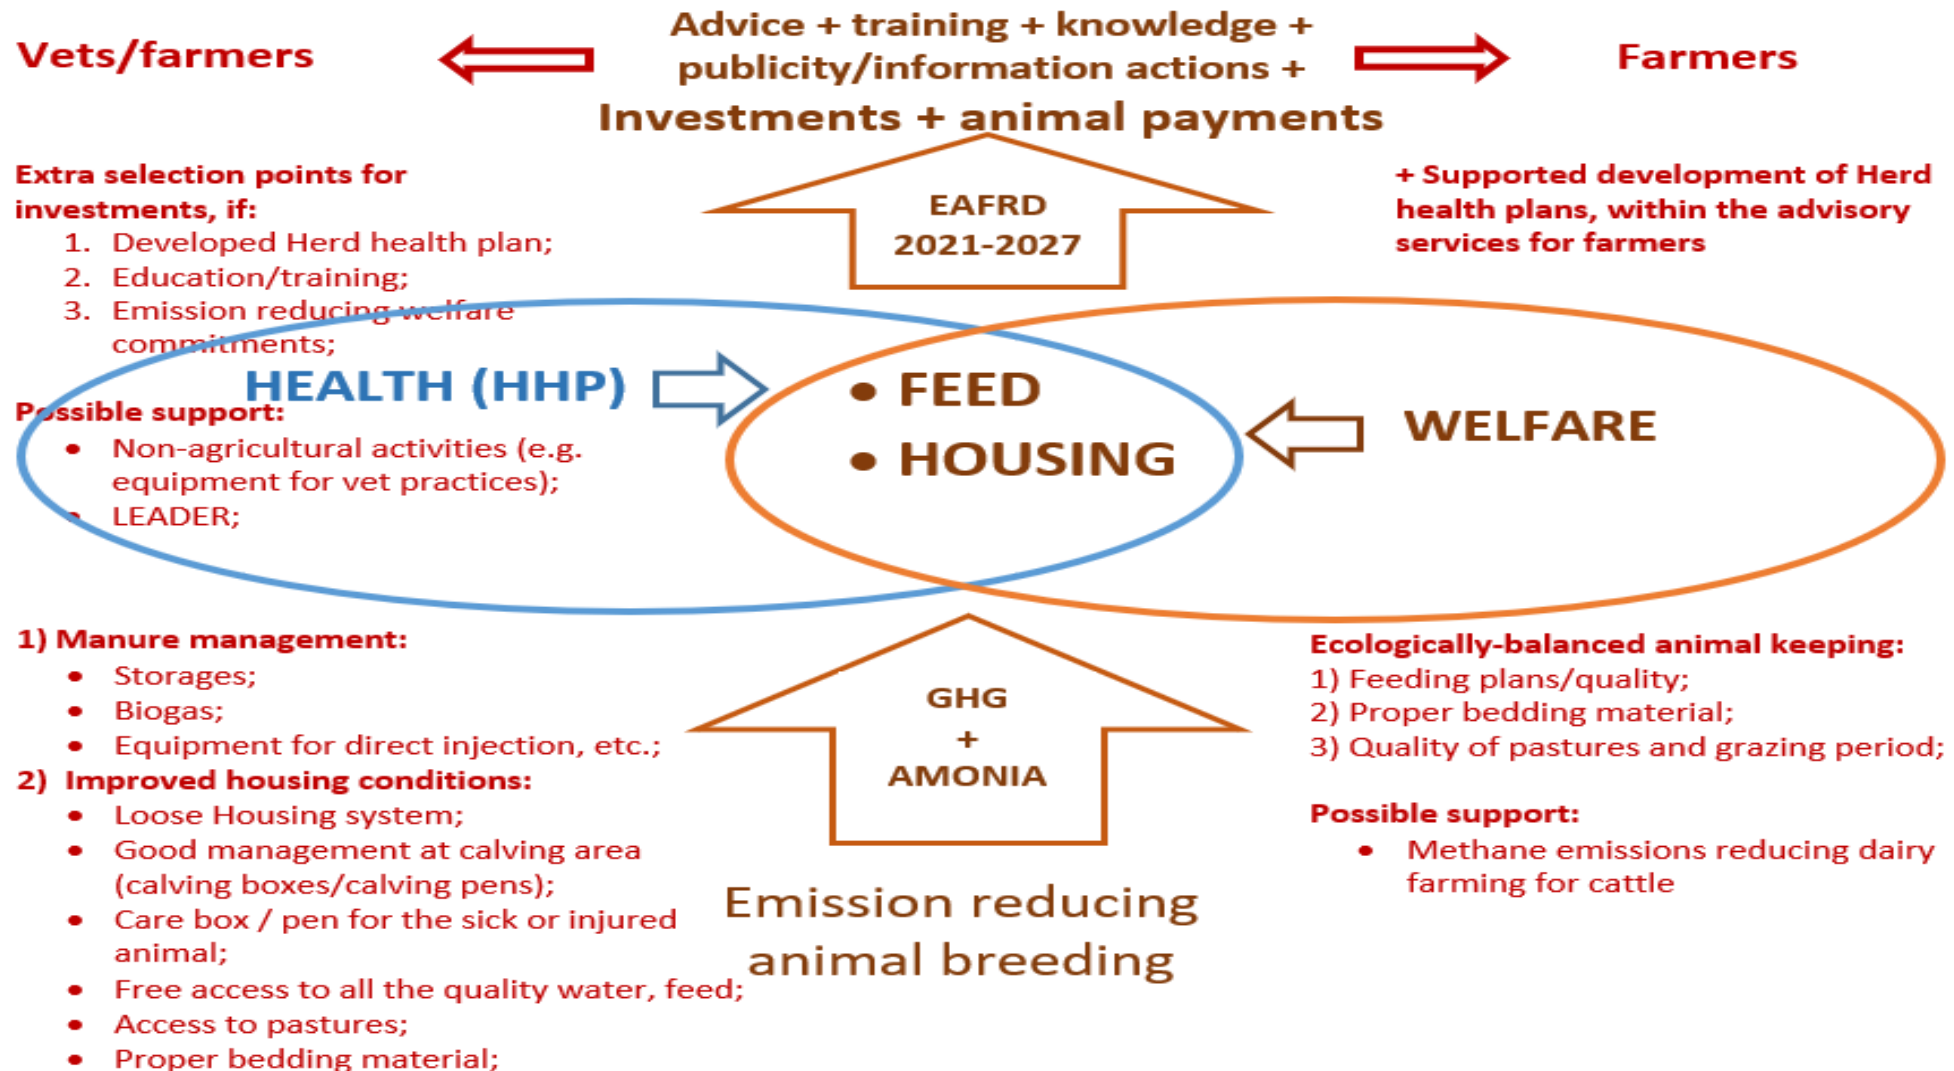 Vets/farmers
Advice + training + knowledge +
publicity/information actions +
Investments + animal payments
Farmers
Extra selection points for
investments, if:
1. Developed Herd health plan;
2. Education/training;
3. Emission reducing welfare
commitments;
EAFRD
2021-2027
+ Supported development of Herd
health plans, within the advisory
services for farmers
HEALTH (HHP)
• FEED
• HOUSING
WELFARE
Possible support:
• Non-agricultural activities (e.g.
equipment for vet practices);
• LEADER;
1) Manure management:
• Storages;
• Biogas;
• Equipment for direct injection, etc.;
2) Improved housing conditions:
• Loose Housing system;
• Good management at calving area
(calving boxes/calving pens);
• Care box / pen for the sick or injured
animal;
• Free access to all the quality water, feed;
• Access to pastures;
• Proper bedding material;
GHG
+
AMONIA
Emission reducing
animal breeding
Ecologically-balanced animal keeping:
1) Feeding plans/quality;
2) Proper bedding material;
3) Quality of pastures and grazing period;
Possible support:
• Methane emissions reducing dairy
farming for cattle